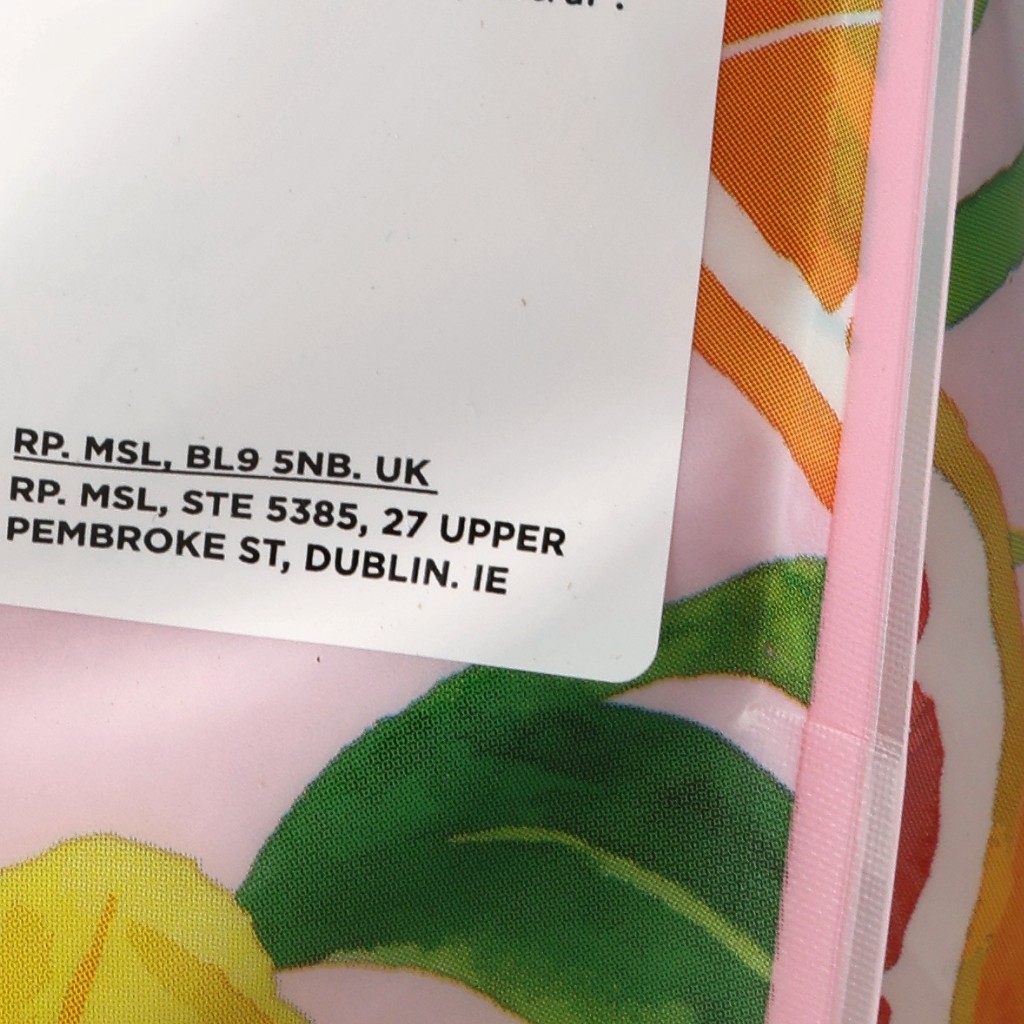 RP. MSL, BL9 5NB. UK
RP. MSL, STE 5385, 27 UPPER
PEMBROKE ST, DUBLIN. IE